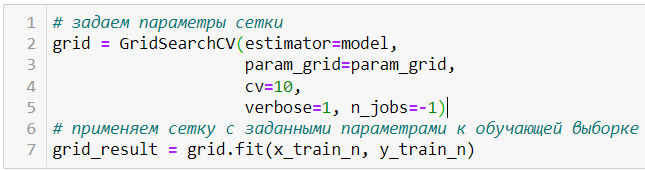 1 # задаем параметры сетки
2 grid = GridSearchCV(estimator=model,
3 param_grid=param_grid,
4 cv=10,
5 verbose=1, n_jobs=-1)
6 # применяем сетку с заданными параметрами к обучающей выборке
7 grid_result = grid.fit(x_train_n, y_train_n)